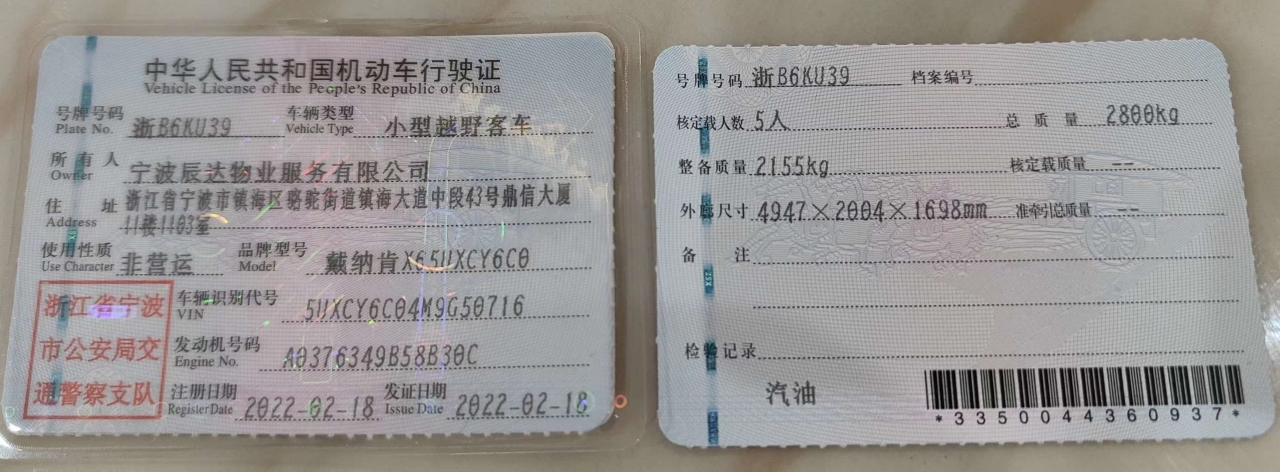 中华人民共和国机动车行驶证
Vehicle License of the People's Republic of China
号牌号码 浙B6KU39 车辆类型 小型越野客车
Plate No. Vehicle Type
所有人 宁波辰达物业服务有限公司
Owner
住址 浙江省宁波市镇海区骆驼街道镇海大道中段43号鼎信大厦
Address 11楼1103室
使用性质 非营运 品牌型号 戴纳肯X65UXCY6C0
Use Character Model
浙江省宁波
市公安局交
通警察支队
车辆识别代号 5UXCY6C04M9G50716
VIN
发动机号码 A0376349B58B30C
Engine No.
注册日期 2022-02-18 发证日期 2022-02-18
Register Date Issue Date
号牌号码 浙B6KU39 档案编号
核定载人数 5人 总质量 2800kg
整备质量 2155kg 核定载质量 --
外廓尺寸 4947×2004×1698mm 准牵引总质量 --
备注
检验记录
汽油
*3350044360937*